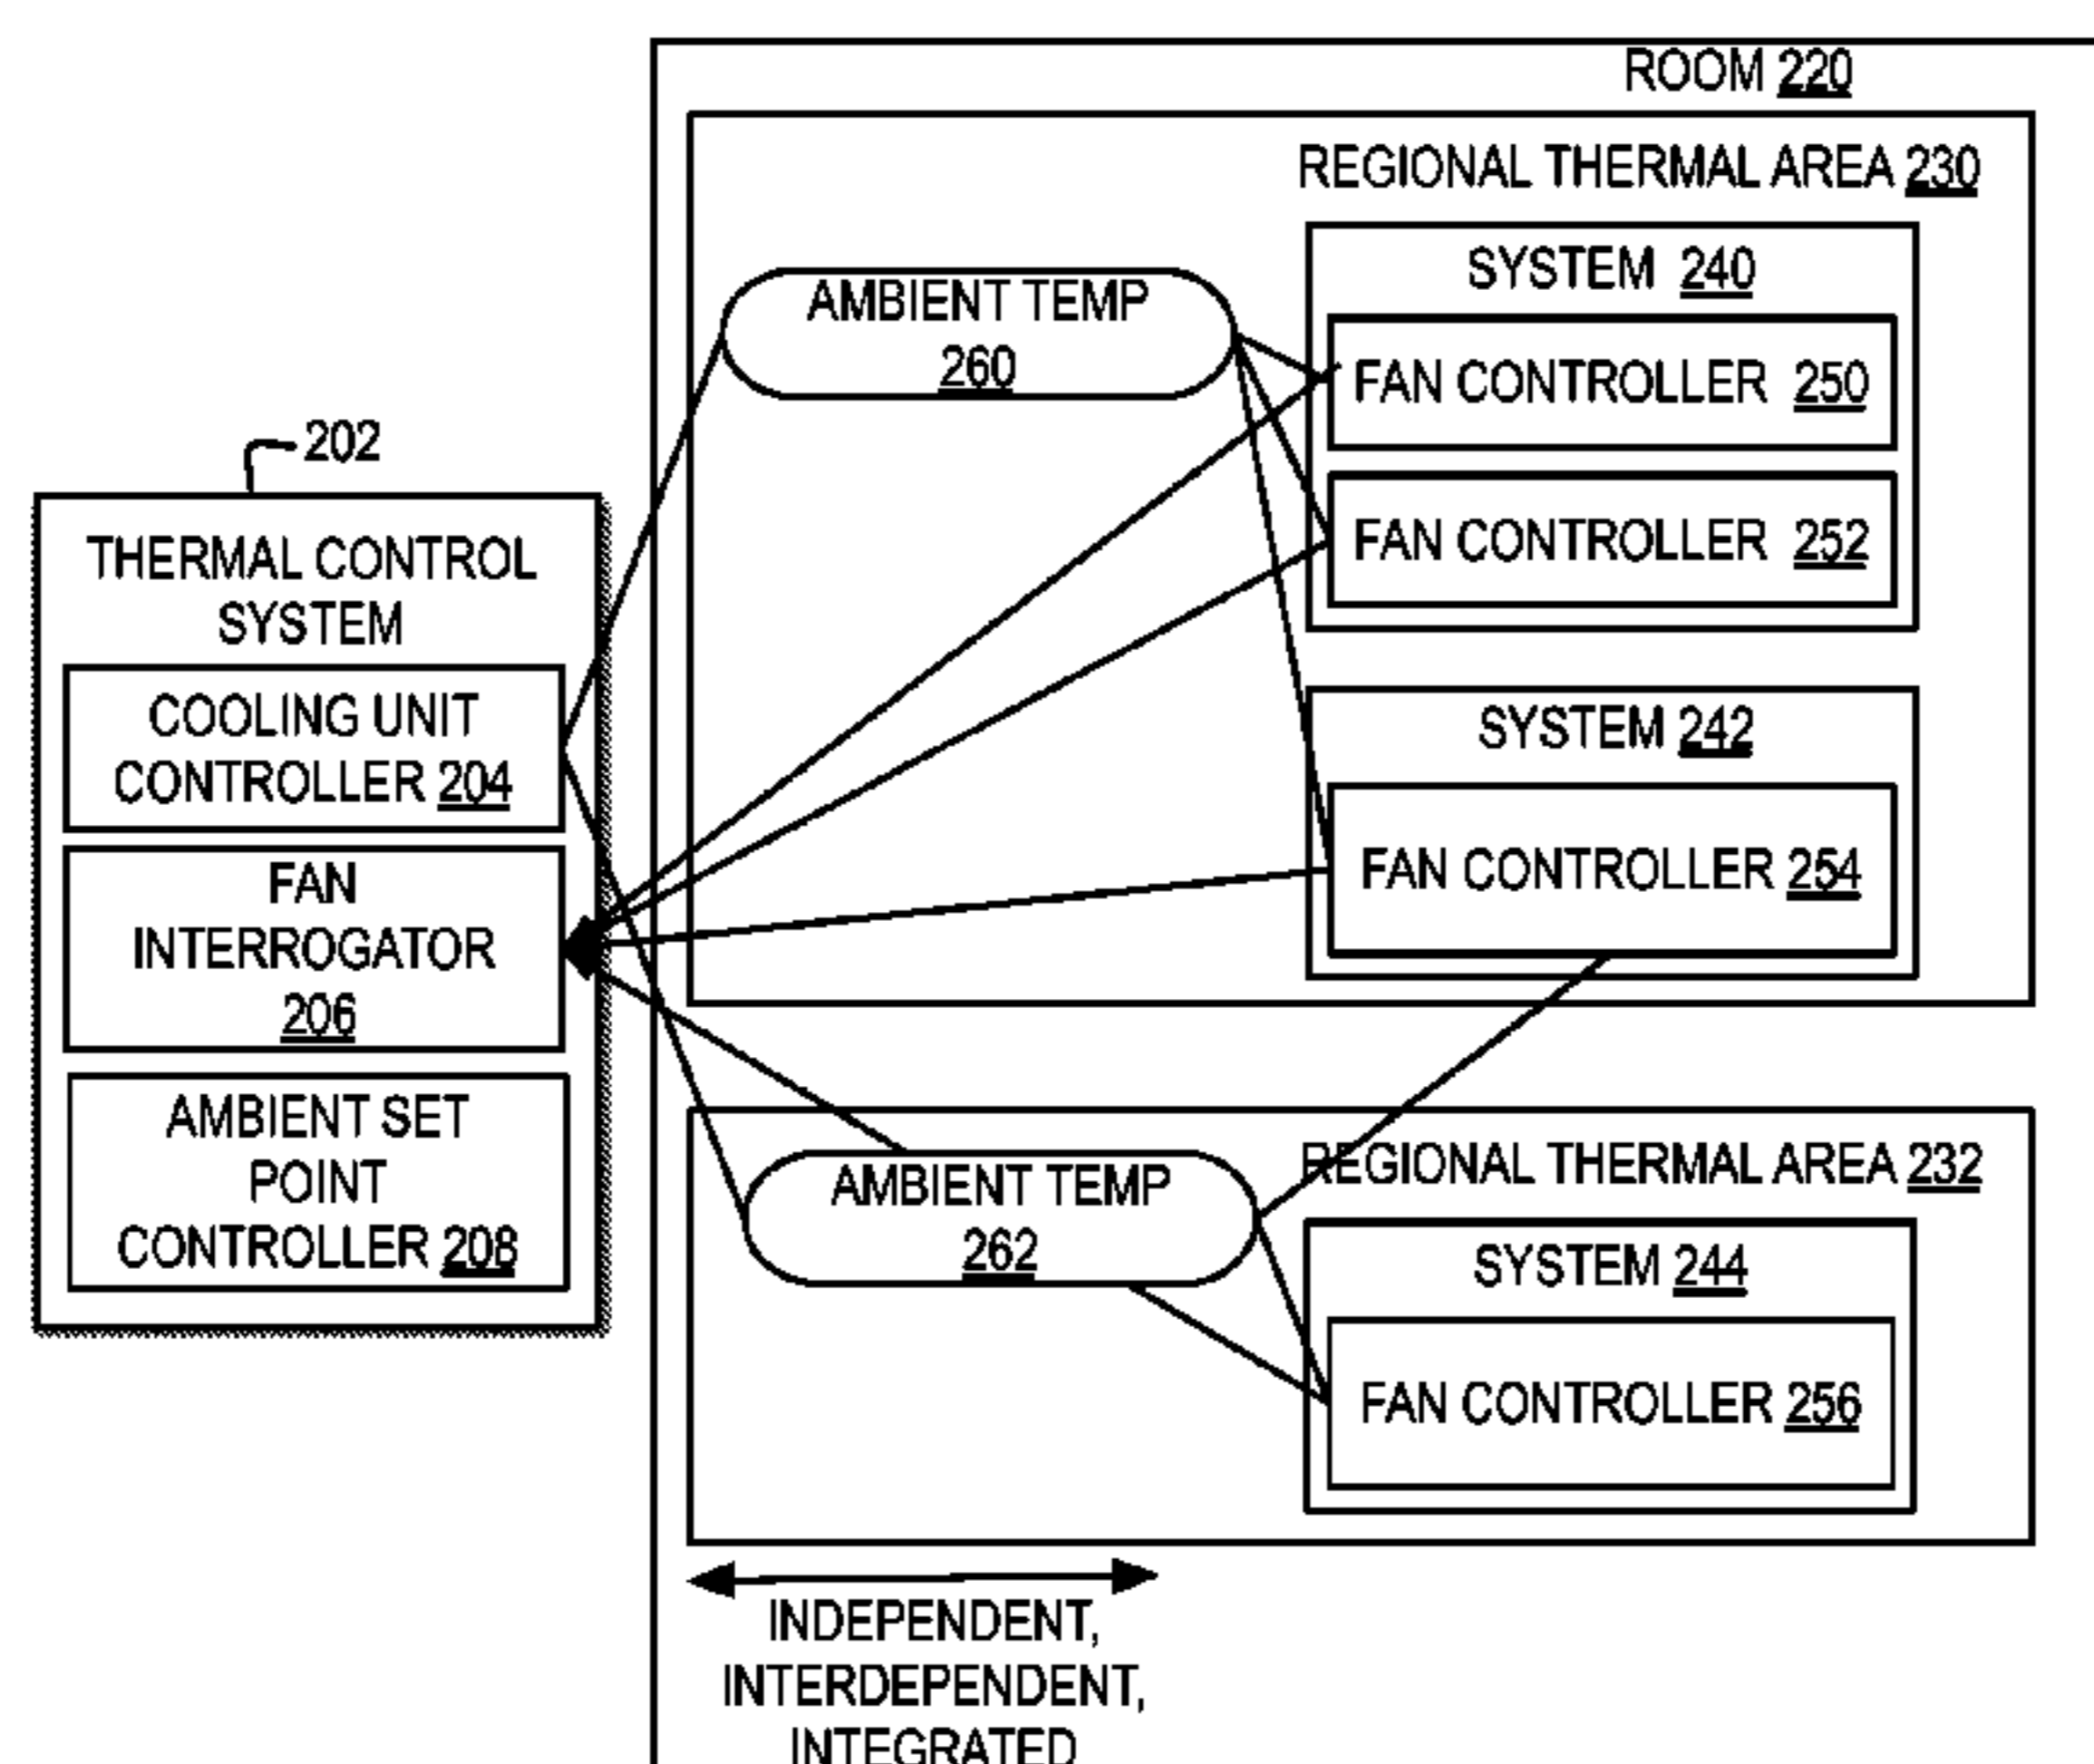 ROOM 220
REGIONAL THERMAL AREA 230
SYSTEM 240
AMBIENT TEMP
260
FAN CONTROLLER 250
202
FAN CONTROLLER 252
THERMAL CONTROL
SYSTEM
COOLING UNIT
CONTROLLER 204
SYSTEM 242
FAN CONTROLLER 254
FAN
INTERROGATOR
206
AMBIENT SET
POINT
CONTROLLER 208
REGIONAL THERMAL AREA 232
AMBIENT TEMP
262
SYSTEM 244
FAN CONTROLLER 256
INDEPENDENT,
INTERDEPENDENT,
INTEGRATED